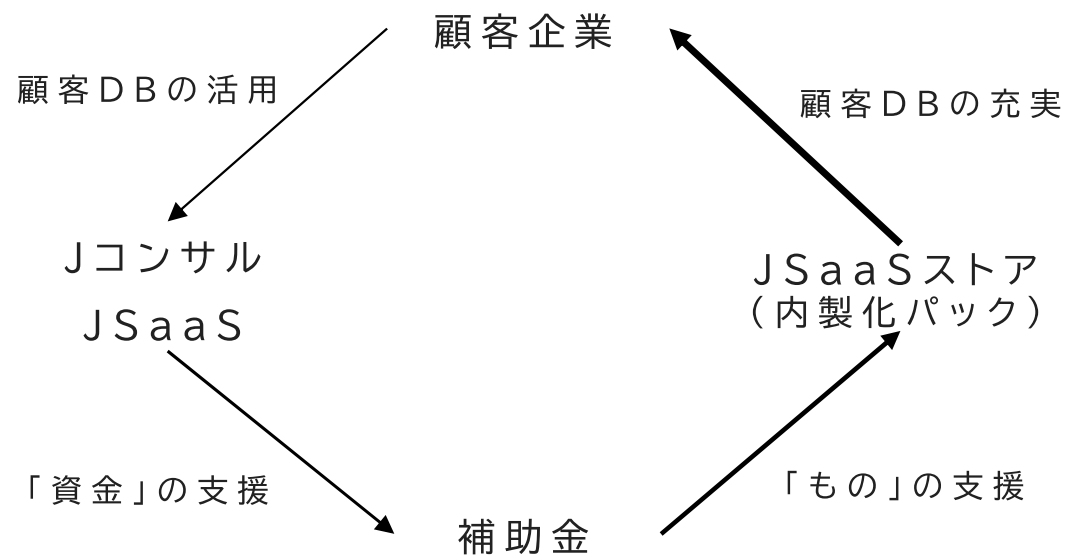 顧客企業
顧客DBの活用
顧客DBの充実
Jコンサル
JSaaS
JSaaSストア
（内製化パック）
「資金」の支援
「もの」の支援
補助金